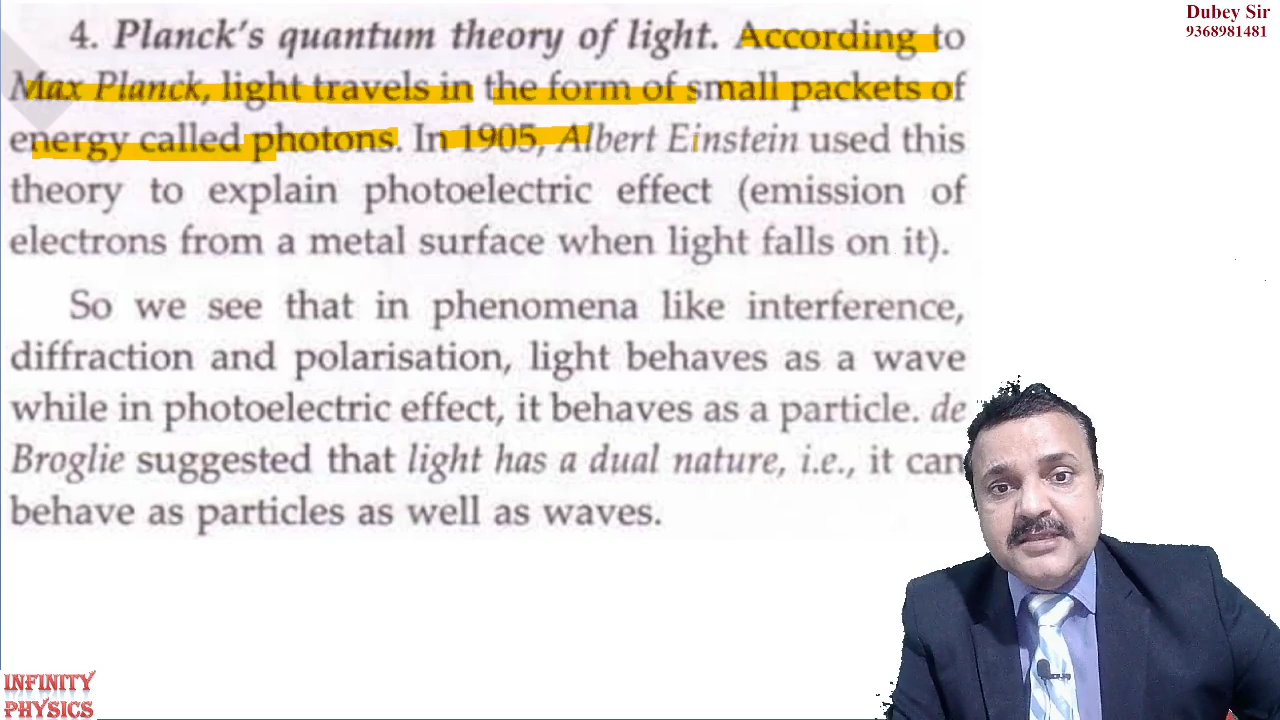 Dubey Sir
9368981481
4. Planck's quantum theory of light. According to
Max Planck, light travels in the form of small packets of
energy called photons. In 1905, Albert Einstein used this
theory to explain photoelectric effect (emission of
electrons from a metal surface when light falls on it).
So we see that in phenomena like interference,
diffraction and polarisation, light behaves as a wave
while in photoelectric effect, it behaves as a particle. de
Broglie suggested that light has a dual nature, i.e., it can
behave as particles as well as waves.
INFINITY
PHYSICS